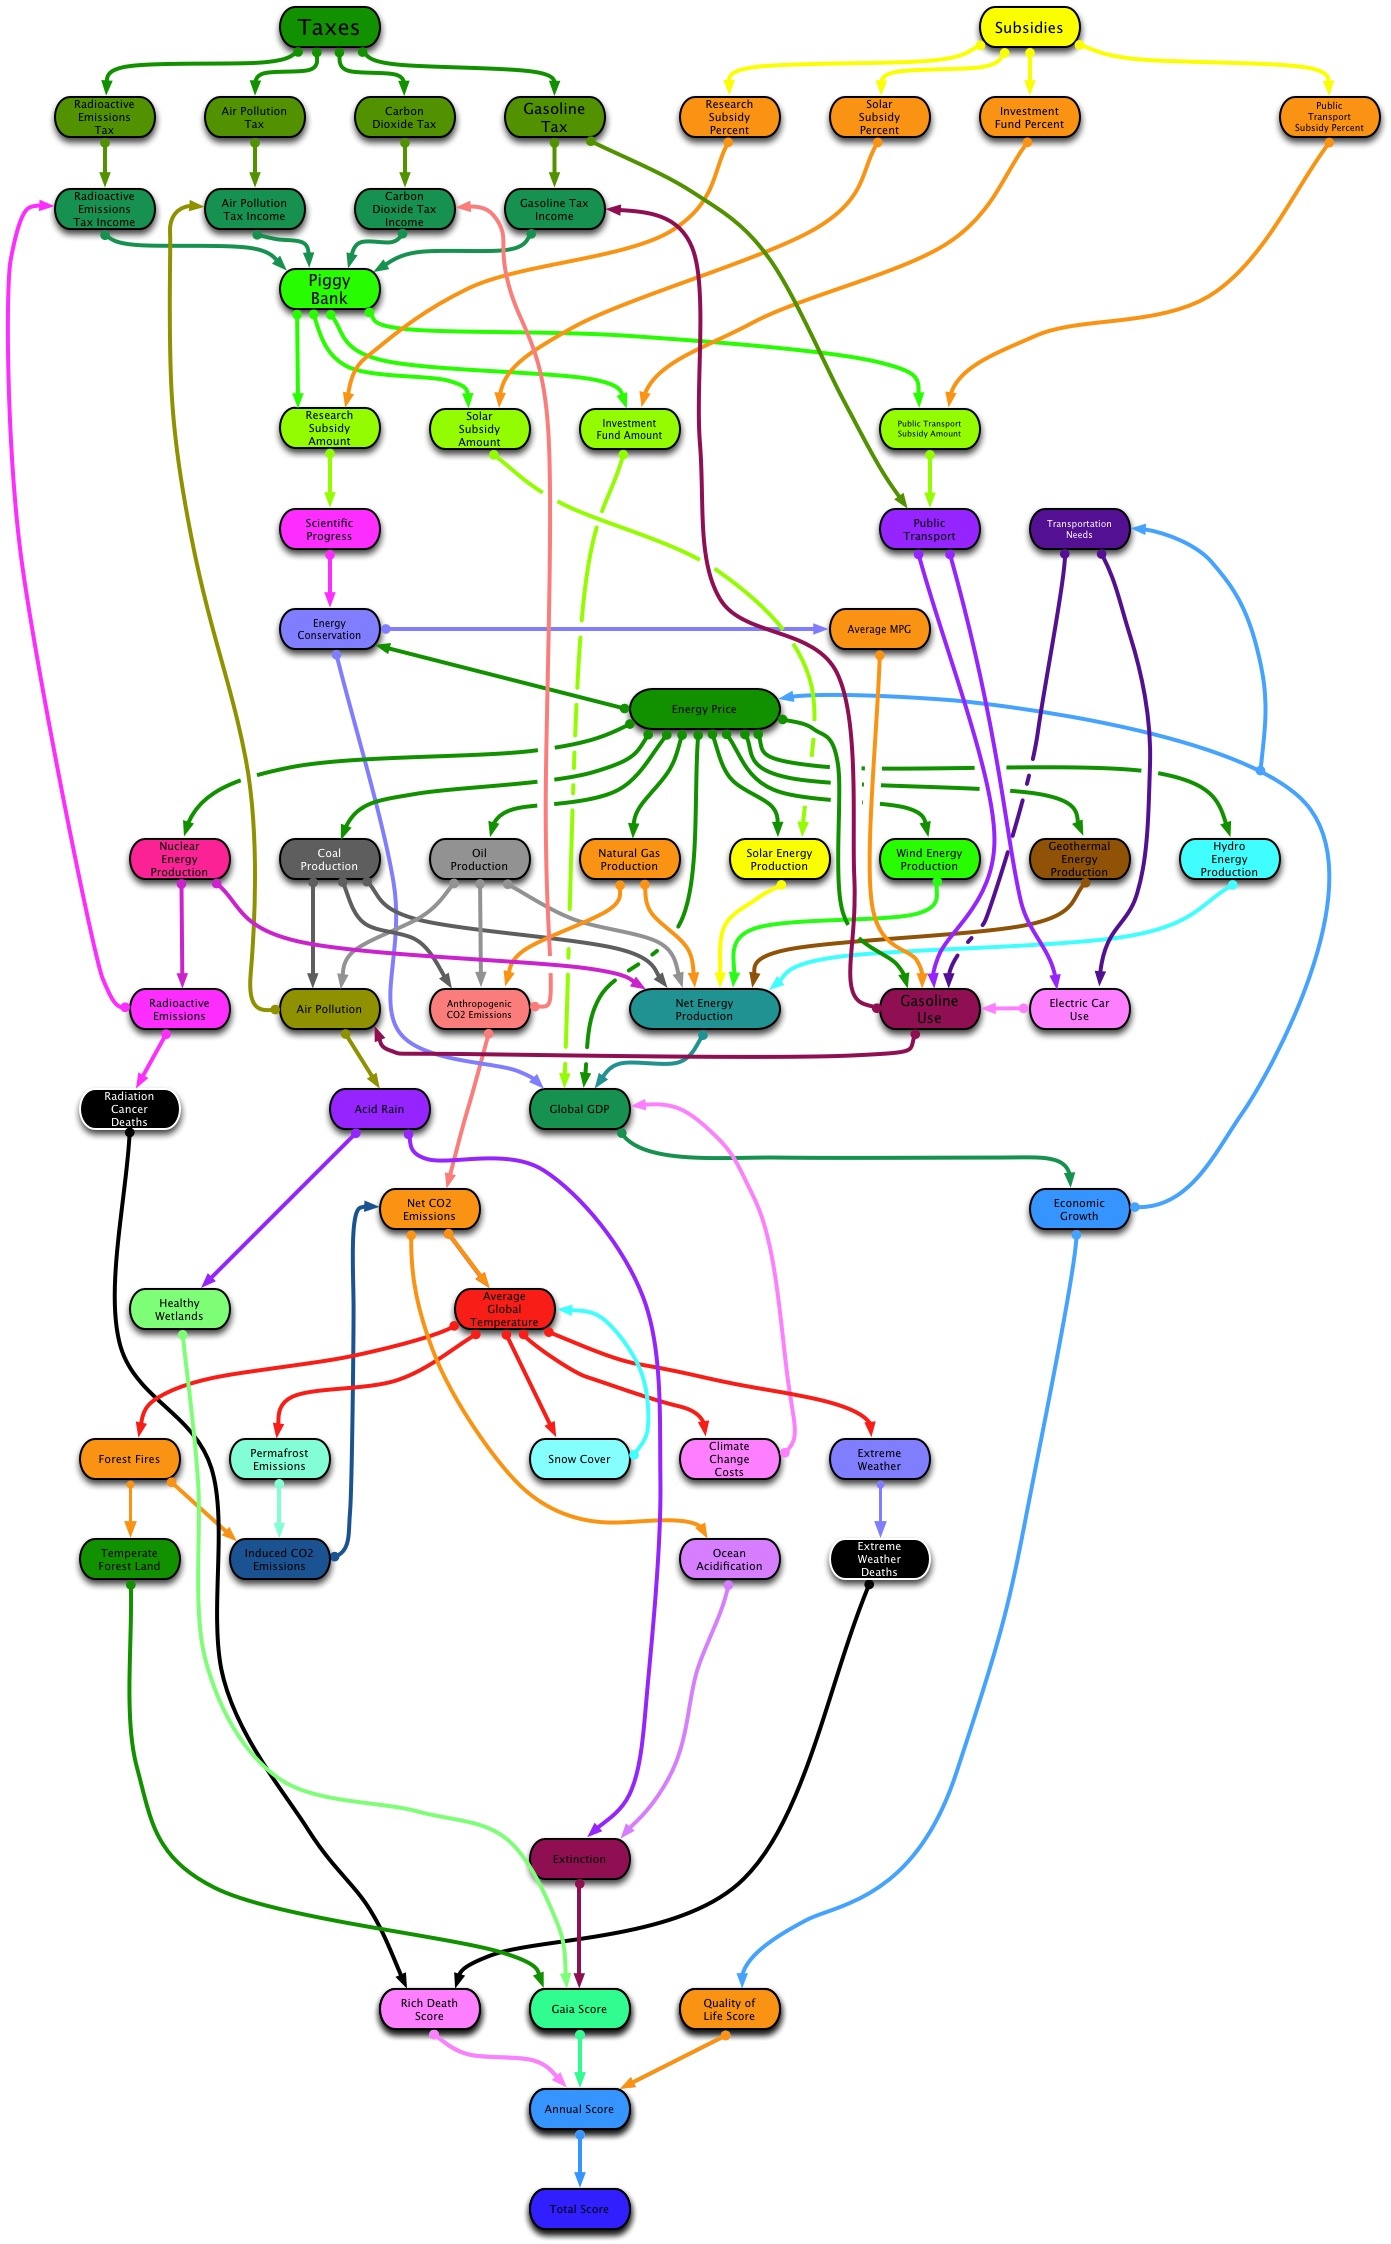 Taxes
Subsidies
Radioactive
Emissions
Tax
Air Pollution
Tax
Carbon
Dioxide Tax
Gasoline
Tax
Research
Subsidy
Percent
Solar
Subsidy
Percent
Investment
Fund Percent
Public
Transport
Subsidy Percent
Radioactive
Emissions
Tax Income
Air Pollution
Tax Income
Carbon
Dioxide Tax
Income
Gasoline Tax
Income
Piggy
Bank
Research
Subsidy
Amount
Solar
Subsidy
Amount
Investment
Fund Amount
Public Transport
Subsidy Amount
Scientific
Progress
Public
Transport
Transportation
Needs
Energy
Conservation
Average MPG
Energy Price
Nuclear
Energy
Production
Coal
Production
Oil
Production
Natural Gas
Production
Solar Energy
Production
Wind Energy
Production
Geothermal
Energy
Production
Hydro
Energy
Production
Radioactive
Emissions
Air Pollution
Anthropogenic
CO2 Emissions
Net Energy
Production
Gasoline
Use
Electric Car
Use
Radiation
Cancer
Deaths
Acid Rain
Global GDP
Net CO2
Emissions
Economic
Growth
Healthy
Wetlands
Average
Global
Temperature
Forest Fires
Permafrost
Emissions
Snow Cover
Climate
Change
Costs
Extreme
Weather
Temperate
Forest Land
Induced CO2
Emissions
Ocean
Acidification
Extreme
Weather
Deaths
Extinction
Rich Death
Score
Gaia Score
Quality of
Life Score
Annual Score
Total Score